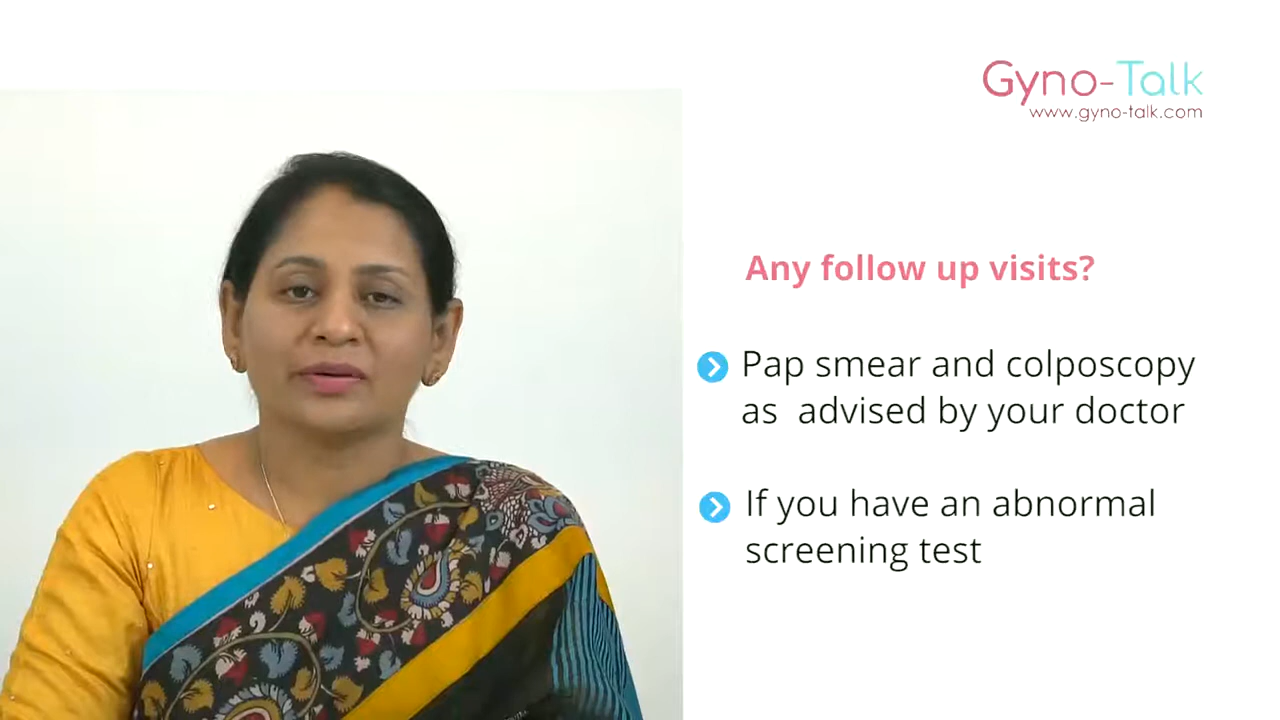 Gyno-Talk
www.gyno-talk.com
Any follow up visits?
Pap smear and colposcopy
as advised by your doctor
If you have an abnormal
screening test